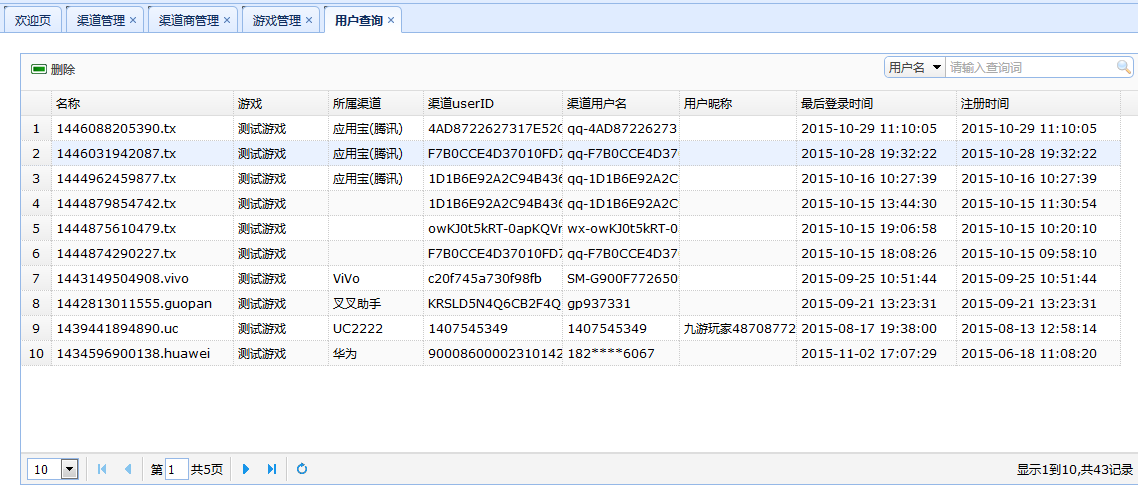 欢迎页 渠道管理 渠道商管理 游戏管理 用户查询
删除 用户名 请输入查询词
名称 游戏 所属渠道 渠道userID 渠道用户名 用户昵称 最后登录时间 注册时间
1 1446088205390.tx 测试游戏 应用宝(腾讯) 4AD8722627317E52C qq-4AD87226273 2015-10-29 11:10:05 2015-10-29 11:10:05
2 1446031942087.tx 测试游戏 应用宝(腾讯) F7B0CCE4D37010FD7 qq-F7B0CCE4D37 2015-10-28 19:32:22 2015-10-28 19:32:22
3 1444962459877.tx 测试游戏 应用宝(腾讯) 1D1B6E92A2C94B436 qq-1D1B6E92A2C 2015-10-16 10:27:39 2015-10-16 10:27:39
4 1444879854742.tx 测试游戏 1D1B6E92A2C94B436 qq-1D1B6E92A2C 2015-10-15 13:44:30 2015-10-15 11:30:54
5 1444875610479.tx 测试游戏 owKJ0t5kRT-0apKQVr wx-owKJ0t5kRT-0 2015-10-15 19:06:58 2015-10-15 10:20:10
6 1444874290227.tx 测试游戏 F7B0CCE4D37010FD7 qq-F7B0CCE4D37 2015-10-15 18:08:26 2015-10-15 09:58:10
7 1443149504908.vivo 测试游戏 ViVo c20f745a730f98fb SM-G900F772650 2015-09-25 10:51:44 2015-09-25 10:51:44
8 1442813011555.guopan 测试游戏 叉叉助手 KRSLD5N4Q6CB2F4Q gp937331 2015-09-21 13:23:31 2015-09-21 13:23:31
9 1439441894890.uc 测试游戏 UC2222 1407545349 1407545349 九游玩家48708772 2015-08-17 19:38:00 2015-08-13 12:58:14
10 1434596900138.huawei 测试游戏 华为 90008600002310142 182****6067 2015-11-02 17:07:29 2015-06-18 11:08:20
10 第 1 共5页 显示1到10,共43记录